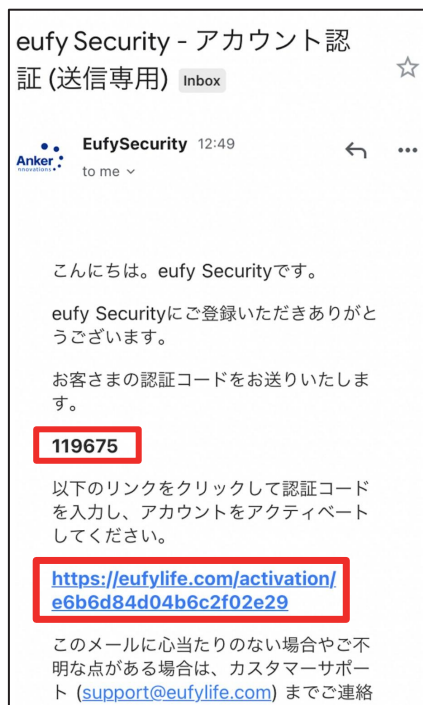 eufy Security - アカウント認
証 (送信専用) Inbox
EufySecurity 12:49
Anker
nnovations
to me
こんにちは。eufy Securityです。
eufy Securityにご登録いただきありがと
うございます。
お客さまの認証コードをお送りいたしま
す。
119675
以下のリンクをクリックして認証コード
を入力し、アカウントをアクティベート
してください。
https://eufylife.com/activation/
e6b6d84d04b6c2f02e29
このメールに心当たりのない場合やご不
明な点がある場合は、カスタマーサポー
ト (support@eufylife.com) までご連絡